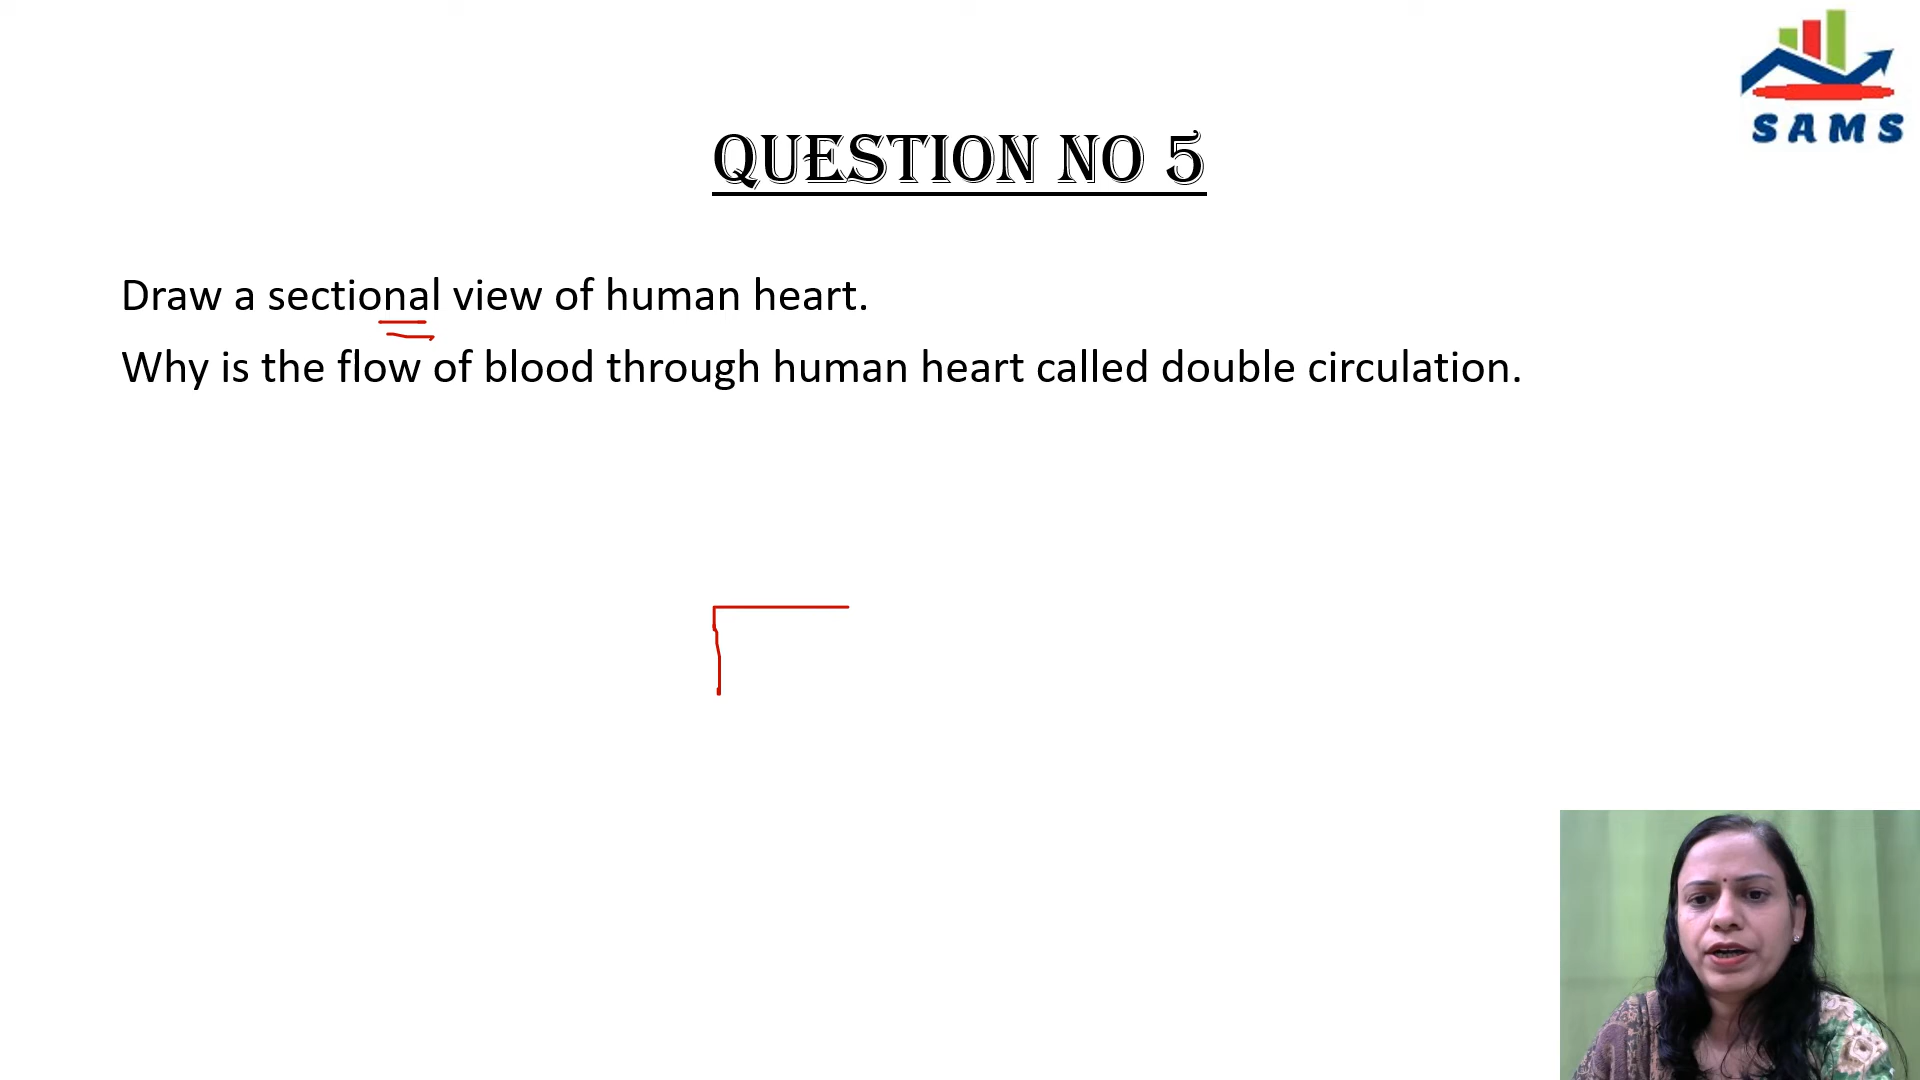 SAMS
QUESTION NO 5
Draw a sectional view of human heart.
Why is the flow of blood through human heart called double circulation.